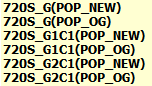 720S_G(POP_NEW)
720S_G(POP_OG)
720S_G1C1(POP_NEW)
720S_G1C1(POP_OG)
720S_G2C1(POP_NEW)
720S_G2C1(POP_OG)